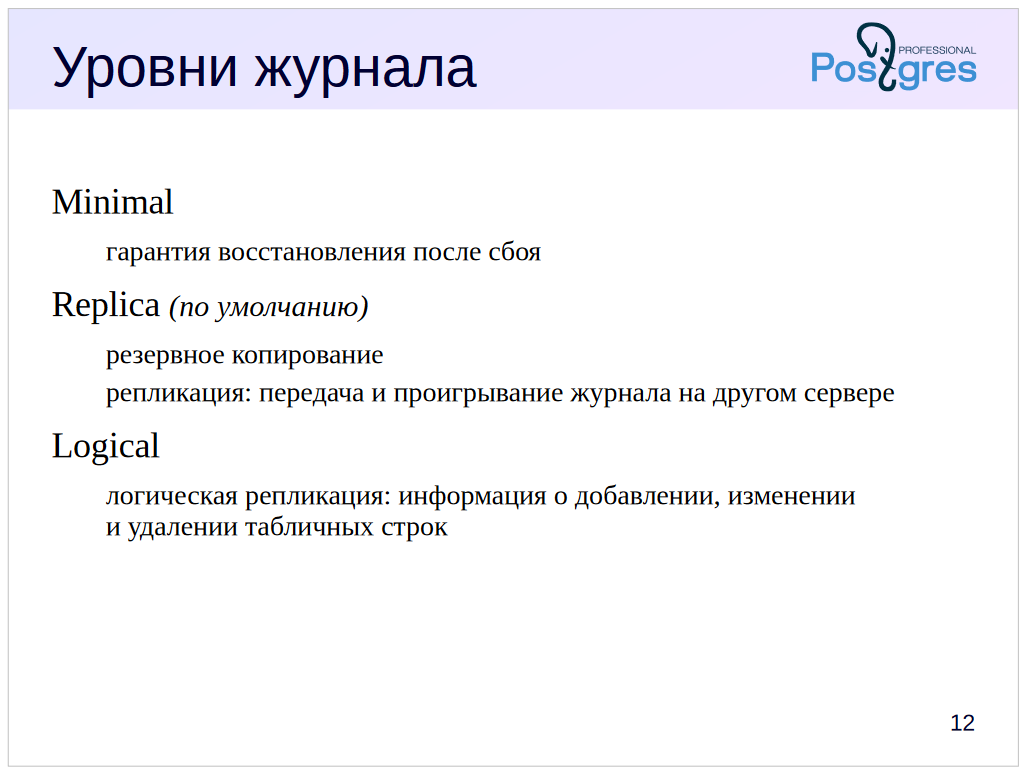 Уровни журнала
PROFESSIONAL
Postgres
Minimal
гарантия восстановления после сбоя
Replica (по умолчанию)
резервное копирование
репликация: передача и проигрывание журнала на другом сервере
Logical
логическая репликация: информация о добавлении, изменении
и удалении табличных строк
12